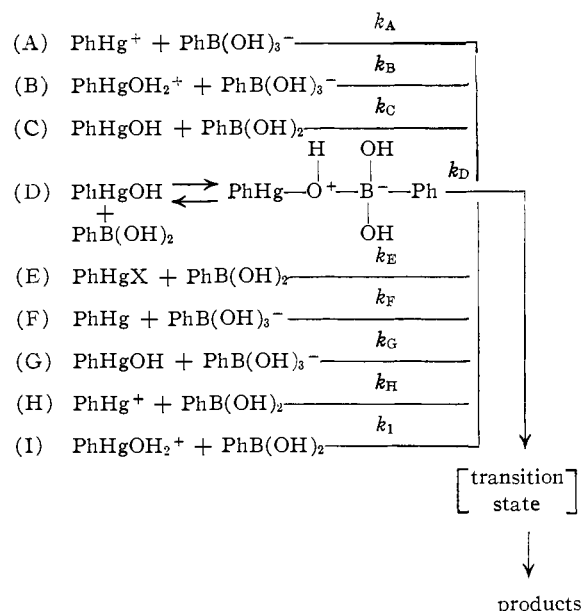 k_A
(A) PhHg⁺ + PhB(OH)₃⁻
k_B
(B) PhHgOH₂⁺ + PhB(OH)₃⁻
k_C
(C) PhHgOH + PhB(OH)₂
H OH
k_D
(D) PhHgOH ⇌ PhHg—O⁺—B⁻—Ph
+
PhB(OH)₂ OH
k_E
(E) PhHgX + PhB(OH)₂
k_F
(F) PhHg + PhB(OH)₃⁻
k_G
(G) PhHgOH + PhB(OH)₃⁻
k_H
(H) PhHg⁺ + PhB(OH)₂
k_1
(I) PhHgOH₂⁺ + PhB(OH)₂
[transition
state]
products